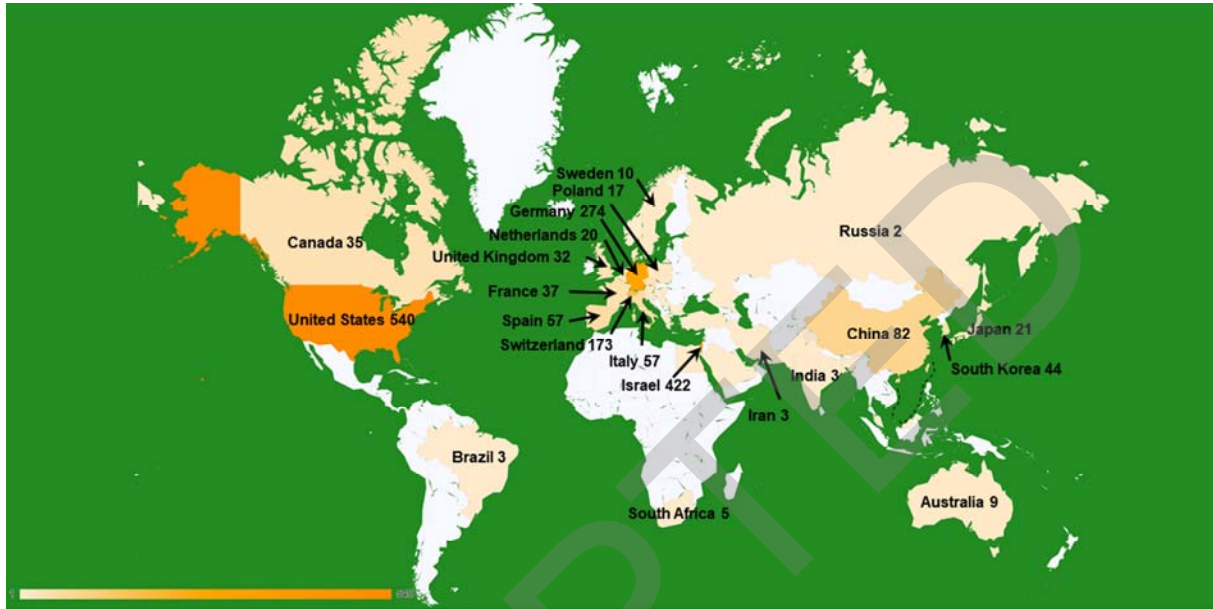 Sweden 10
Poland 17
Germany 274
Netherlands 20
Canada 35
United Kingdom 32
Russia 2
France 37
United States 540
Spain 57
Switzerland 173
China 82
Japan 21
Italy 57
Israel 422
India 3
South Korea 44
Iran 3
Brazil 3
Australia 9
South Africa 5
1
PTED